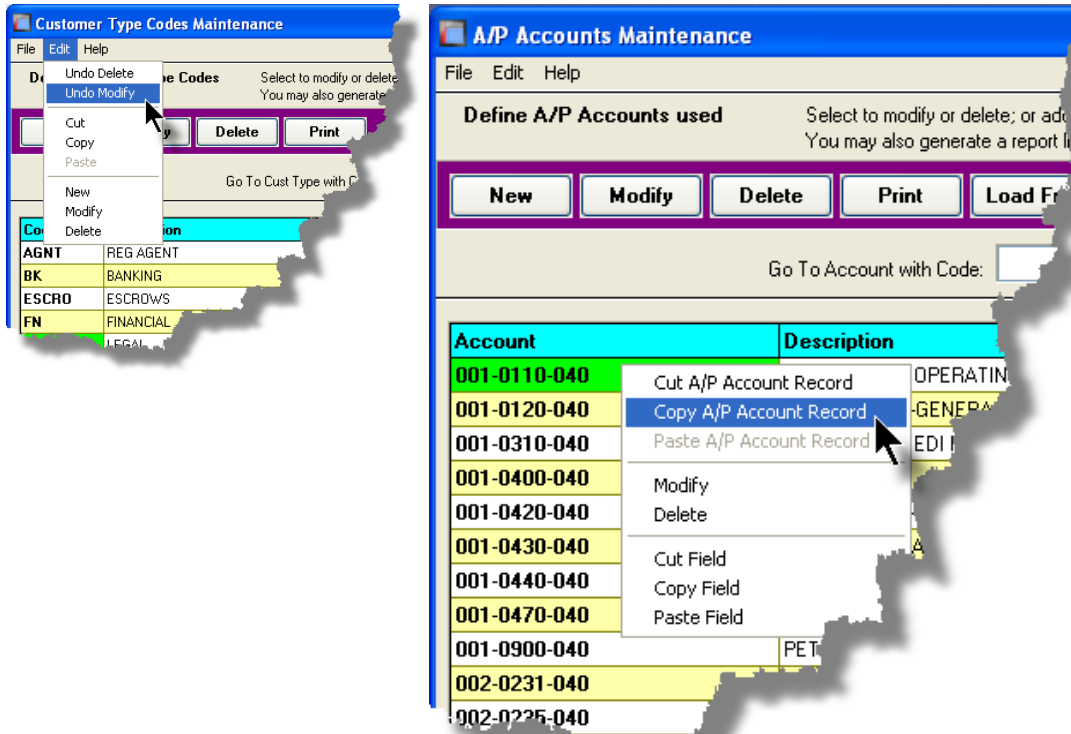 Customer Type Codes Maintenance
File Edit Help
Undo Delete
Undo Modify
Cut
Copy
Paste
New
Modify
Delete
Codes Select to modify or delete
You may also generate
Delete Print
Go To Cust Type with
AGNT REG AGENT
BK BANKING
ESCRO ESCROWS
FN FINANCIAL
LEGAL
A/P Accounts Maintenance
File Edit Help
Define A/P Accounts used Select to modify or delete; or add
You may also generate a report
New Modify Delete Print Load
Go To Account with Code:
Account Description
001-0110-040
001-0120-040
001-0310-040 EDI
001-0400-040
001-0420-040
001-0430-040
001-0440-040
001-0470-040
001-0900-040 PET
002-0231-040
002-0235-040
Cut A/P Account Record
Copy A/P Account Record
Paste A/P Account Record
Modify
Delete
Cut Field
Copy Field
Paste Field